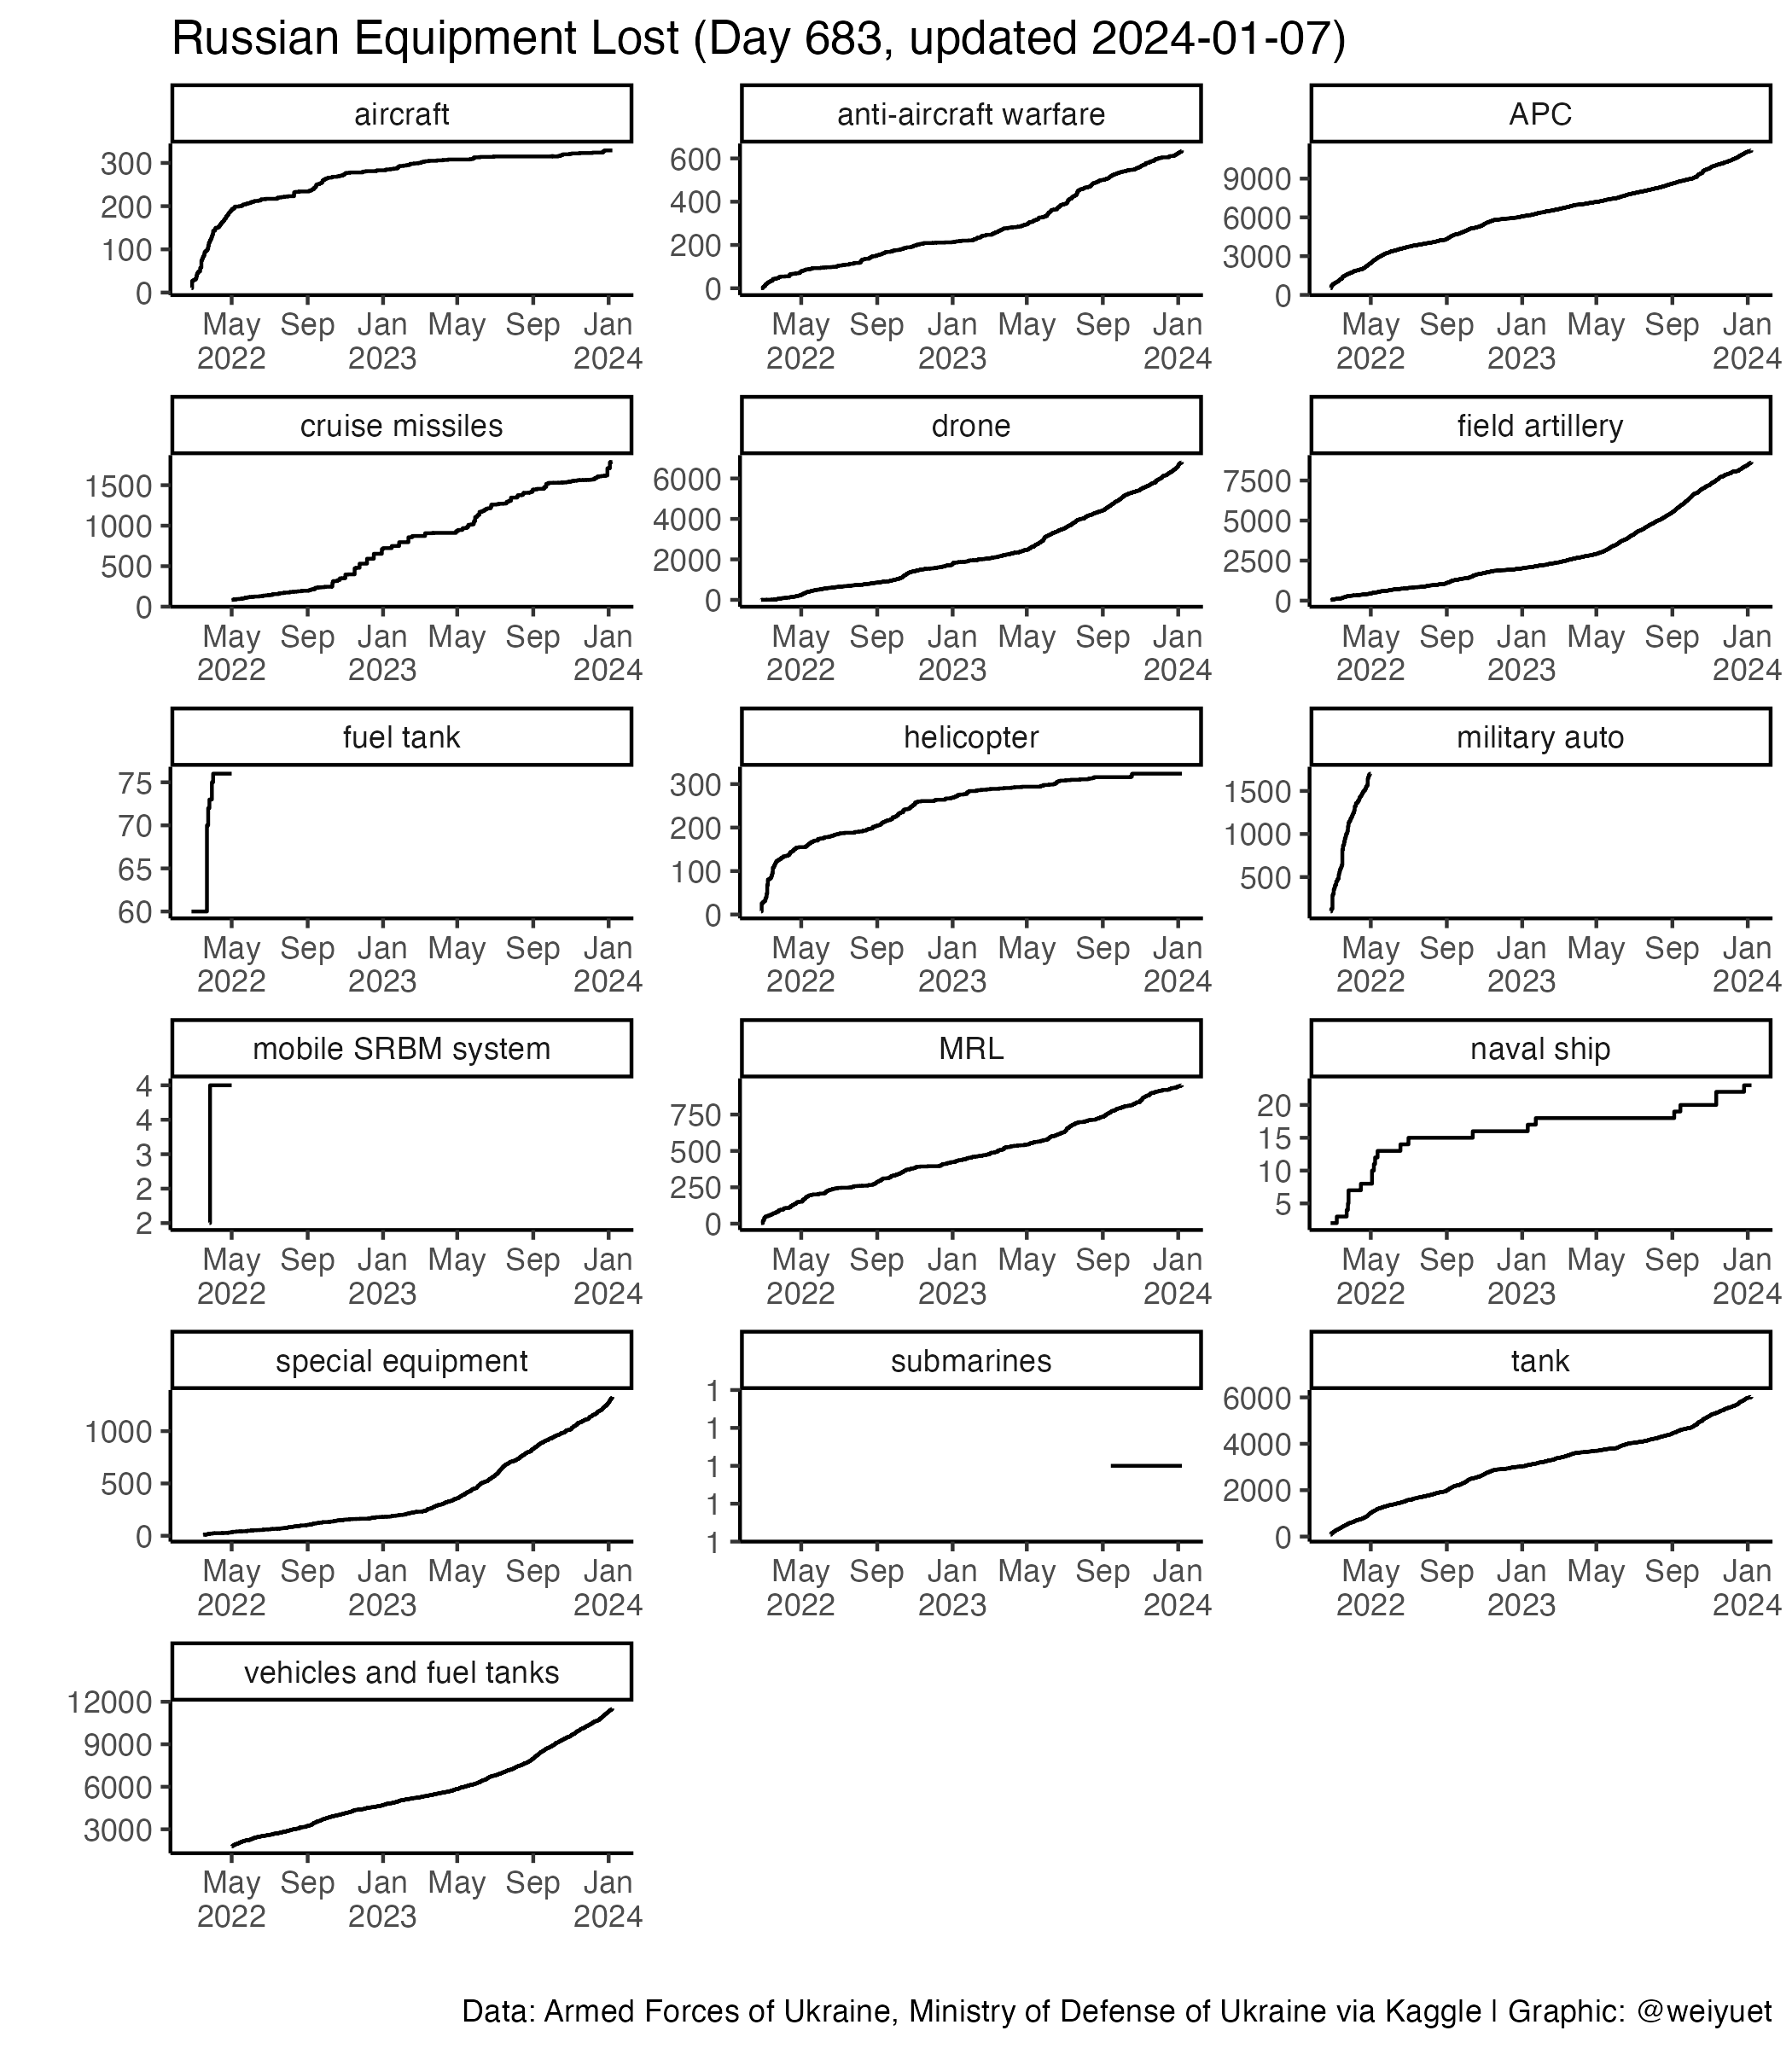 Russian Equipment Lost (Day 683, updated 2024-01-07)
aircraft
300
200
100
0
May Sep Jan May Sep Jan
2022 2023 2024
anti-aircraft warfare
600
400
200
0
May Sep Jan May Sep Jan
2022 2023 2024
APC
9000
6000
3000
0
May Sep Jan May Sep Jan
2022 2023 2024
cruise missiles
1500
1000
500
0
May Sep Jan May Sep Jan
2022 2023 2024
drone
6000
4000
2000
0
May Sep Jan May Sep Jan
2022 2023 2024
field artillery
7500
5000
2500
0
May Sep Jan May Sep Jan
2022 2023 2024
fuel tank
75
70
65
60
May Sep Jan May Sep Jan
2022 2023 2024
helicopter
300
200
100
0
May Sep Jan May Sep Jan
2022 2023 2024
military auto
1500
1000
500
May Sep Jan May Sep Jan
2022 2023 2024
mobile SRBM system
4
4
3
2
2
May Sep Jan May Sep Jan
2022 2023 2024
MRL
750
500
250
0
May Sep Jan May Sep Jan
2022 2023 2024
naval ship
20
15
10
5
May Sep Jan May Sep Jan
2022 2023 2024
special equipment
1000
500
0
May Sep Jan May Sep Jan
2022 2023 2024
submarines
1
1
1
1
1
May Sep Jan May Sep Jan
2022 2023 2024
tank
6000
4000
2000
0
May Sep Jan May Sep Jan
2022 2023 2024
vehicles and fuel tanks
12000
9000
6000
3000
May Sep Jan May Sep Jan
2022 2023 2024
Data: Armed Forces of Ukraine, Ministry of Defense of Ukraine via Kaggle | Graphic: @weiyuet